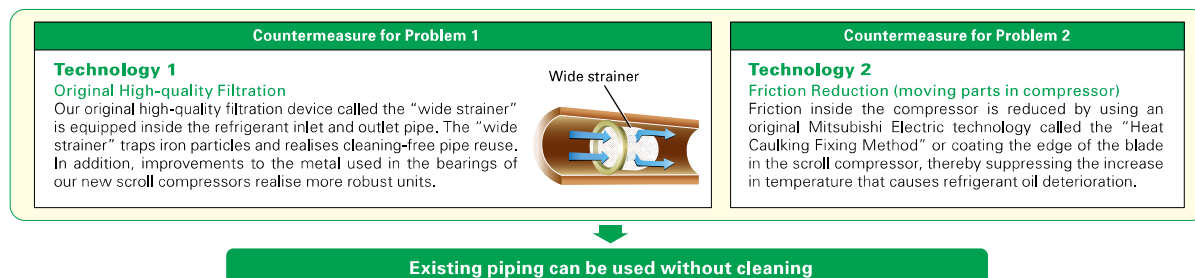 Countermeasure for Problem 1
Technology 1
Original High-quality Filtration
Our original high-quality filtration device called the “wide strainer”
is equipped inside the refrigerant inlet and outlet pipe. The “wide
strainer” traps iron particles and realises cleaning-free pipe reuse.
In addition, improvements to the metal used in the bearings of
our new scroll compressors realise more robust units.
Wide strainer
Countermeasure for Problem 2
Technology 2
Friction Reduction (moving parts in compressor)
Friction inside the compressor is reduced by using an
original Mitsubishi Electric technology called the “Heat
Caulking Fixing Method” or coating the edge of the blade
in the scroll compressor, thereby suppressing the increase
in temperature that causes refrigerant oil deterioration.
Existing piping can be used without cleaning